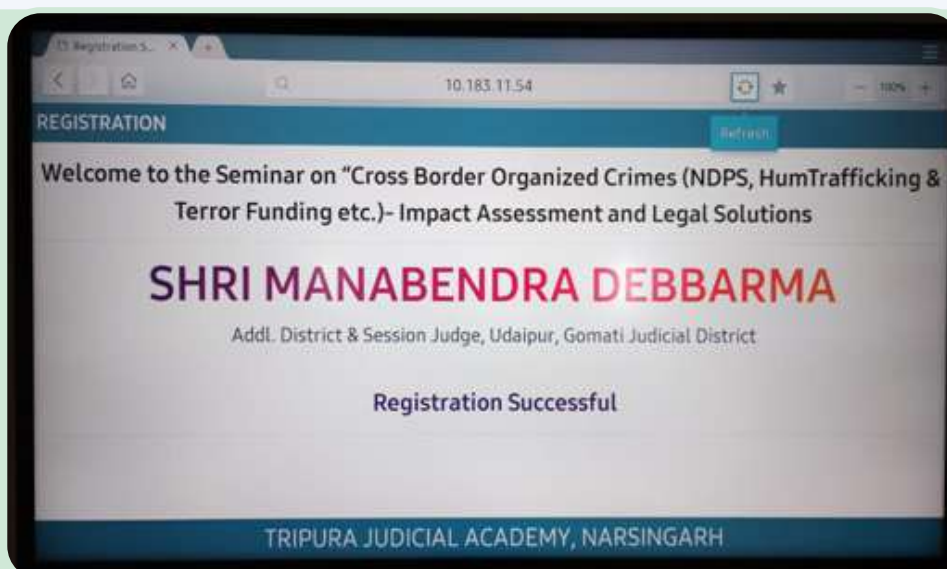 Registration S...
10.183.11.54
100%
REGISTRATION
Refresh
Welcome to the Seminar on "Cross Border Organized Crimes (NDPS, HumTrafficking &
Terror Funding etc.)- Impact Assessment and Legal Solutions
SHRI MANABENDRA DEBBARMA
Addl. District & Session Judge, Udaipur, Gomati Judicial District
Registration Successful
TRIPURA JUDICIAL ACADEMY, NARSINGARH